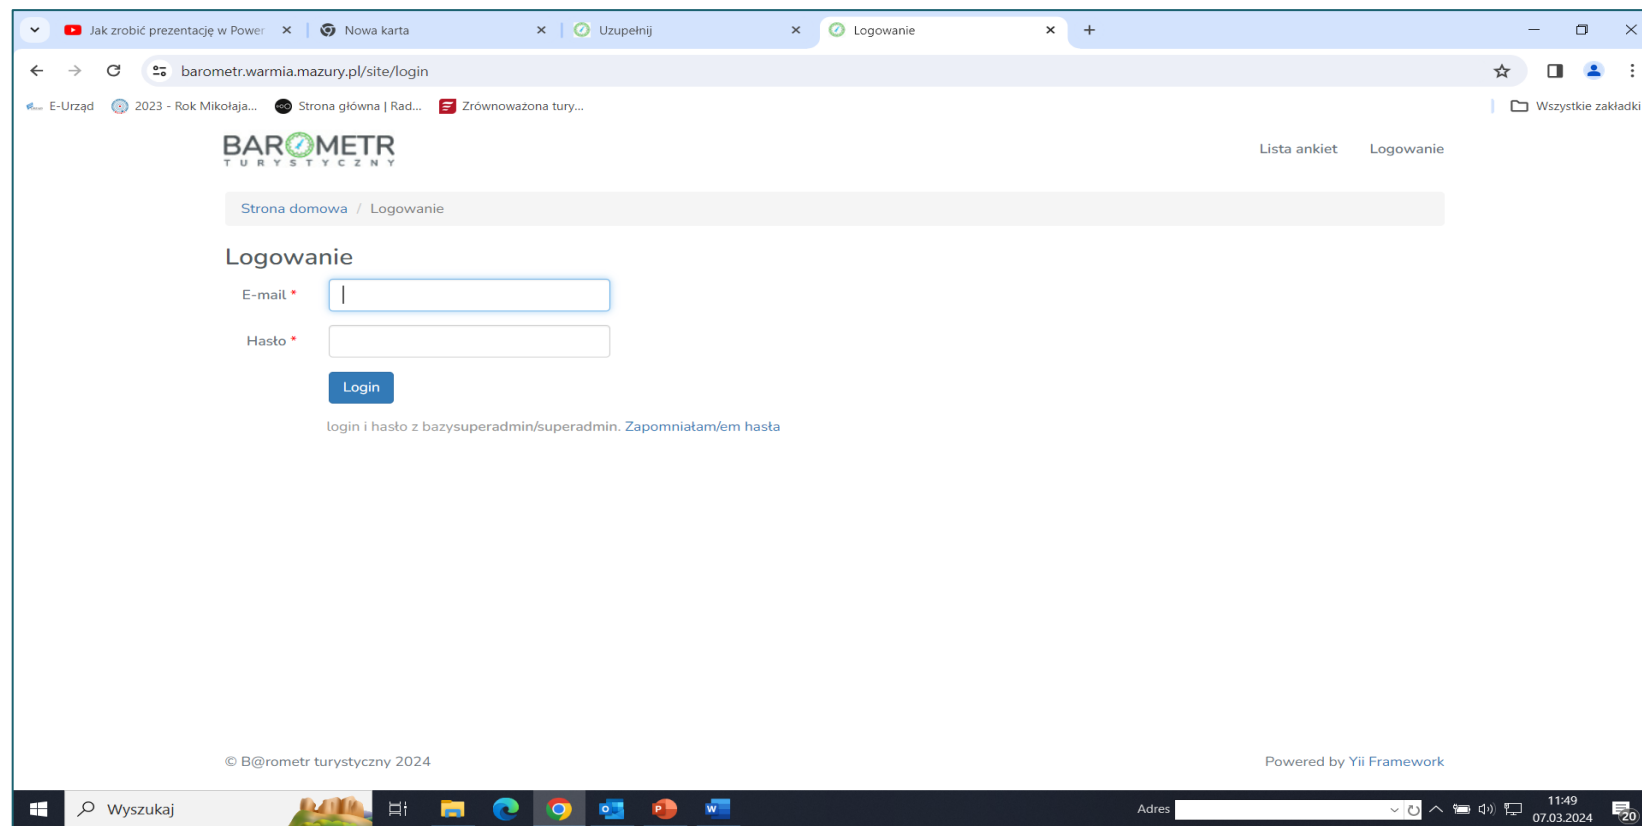 Jak zrobić prezentację w Power
Nowa karta
Uzupełnij
Logowanie
barometr.warmia.mazury.pl/site/login
E-Urząd
2023 - Rok Mikołaja...
Strona główna | Rad...
Zrównoważona tury...
Wszystkie zakładki
BAROMETR
TURYSTYCZNY
Lista ankiet
Logowanie
Strona domowa / Logowanie
Logowanie
E-mail *
Hasło *
Login
login i hasło z bazysuperadmin/superadmin. Zapomniałam/em hasła
© B@rometr turystyczny 2024
Powered by Yii Framework
Wyszukaj
Adres
11:49
07.03.2024
20